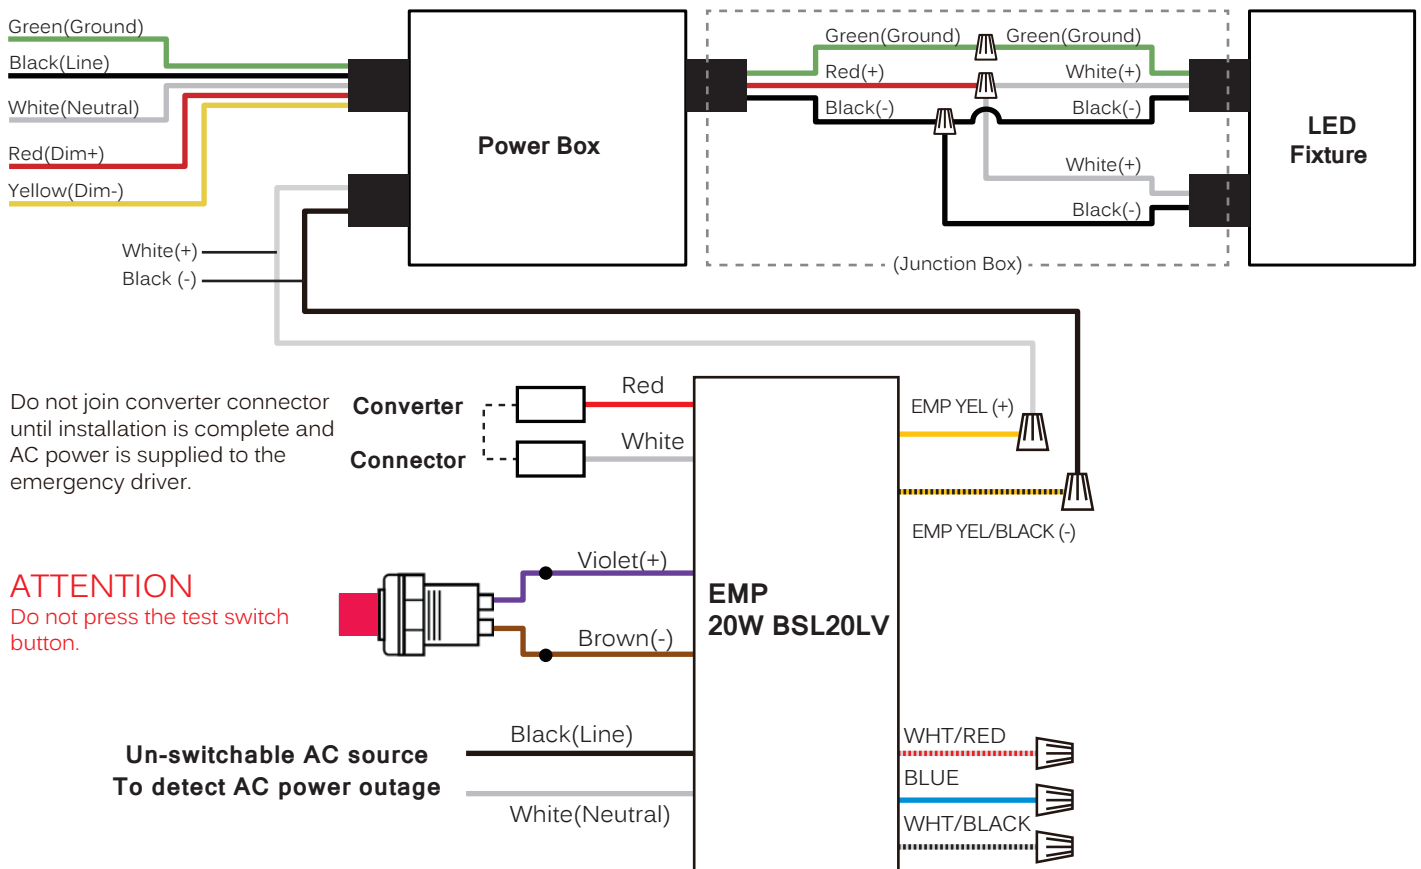 Green(Ground)
Black(Line)
White(Neutral)
Red(Dim+)
Yellow(Dim-)
White(+)
Black (-)
Power Box
Green(Ground)
Green(Ground)
Red(+)
White(+)
Black(-)
Black(-)
White(+)
Black(-)
(Junction Box)
LED
Fixture
Do not join converter connector
until installation is complete and
AC power is supplied to the
emergency driver.
Converter
Connector
Red
White
EMP YEL (+)
EMP YEL/BLACK (-)
ATTENTION
Do not press the test switch
button.
Violet(+)
Brown(-)
EMP
20W BSL20LV
Un-switchable AC source
To detect AC power outage
Black(Line)
White(Neutral)
WHT/RED
BLUE
WHT/BLACK